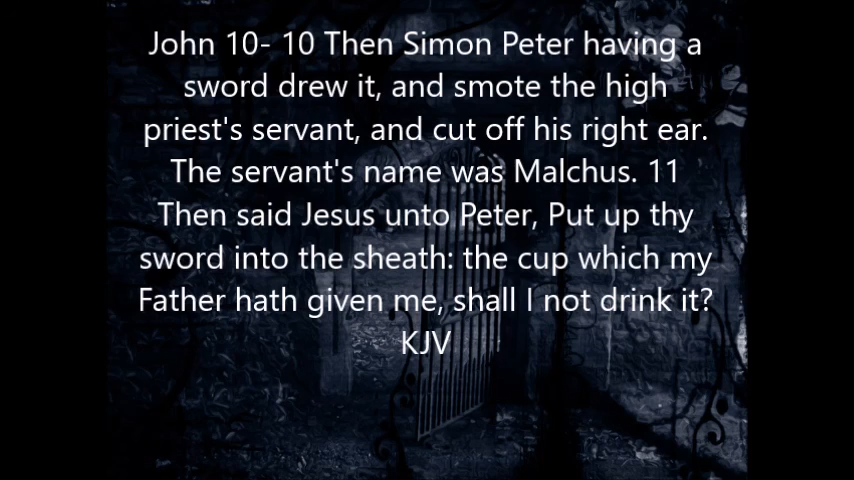 John 10- 10 Then Simon Peter having a
sword drew it, and smote the high
priest's servant, and cut off his right ear.
The servant's name was Malchus. 11
Then said Jesus unto Peter, Put up thy
sword into the sheath: the cup which my
Father hath given me, shall I not drink it?
KJV